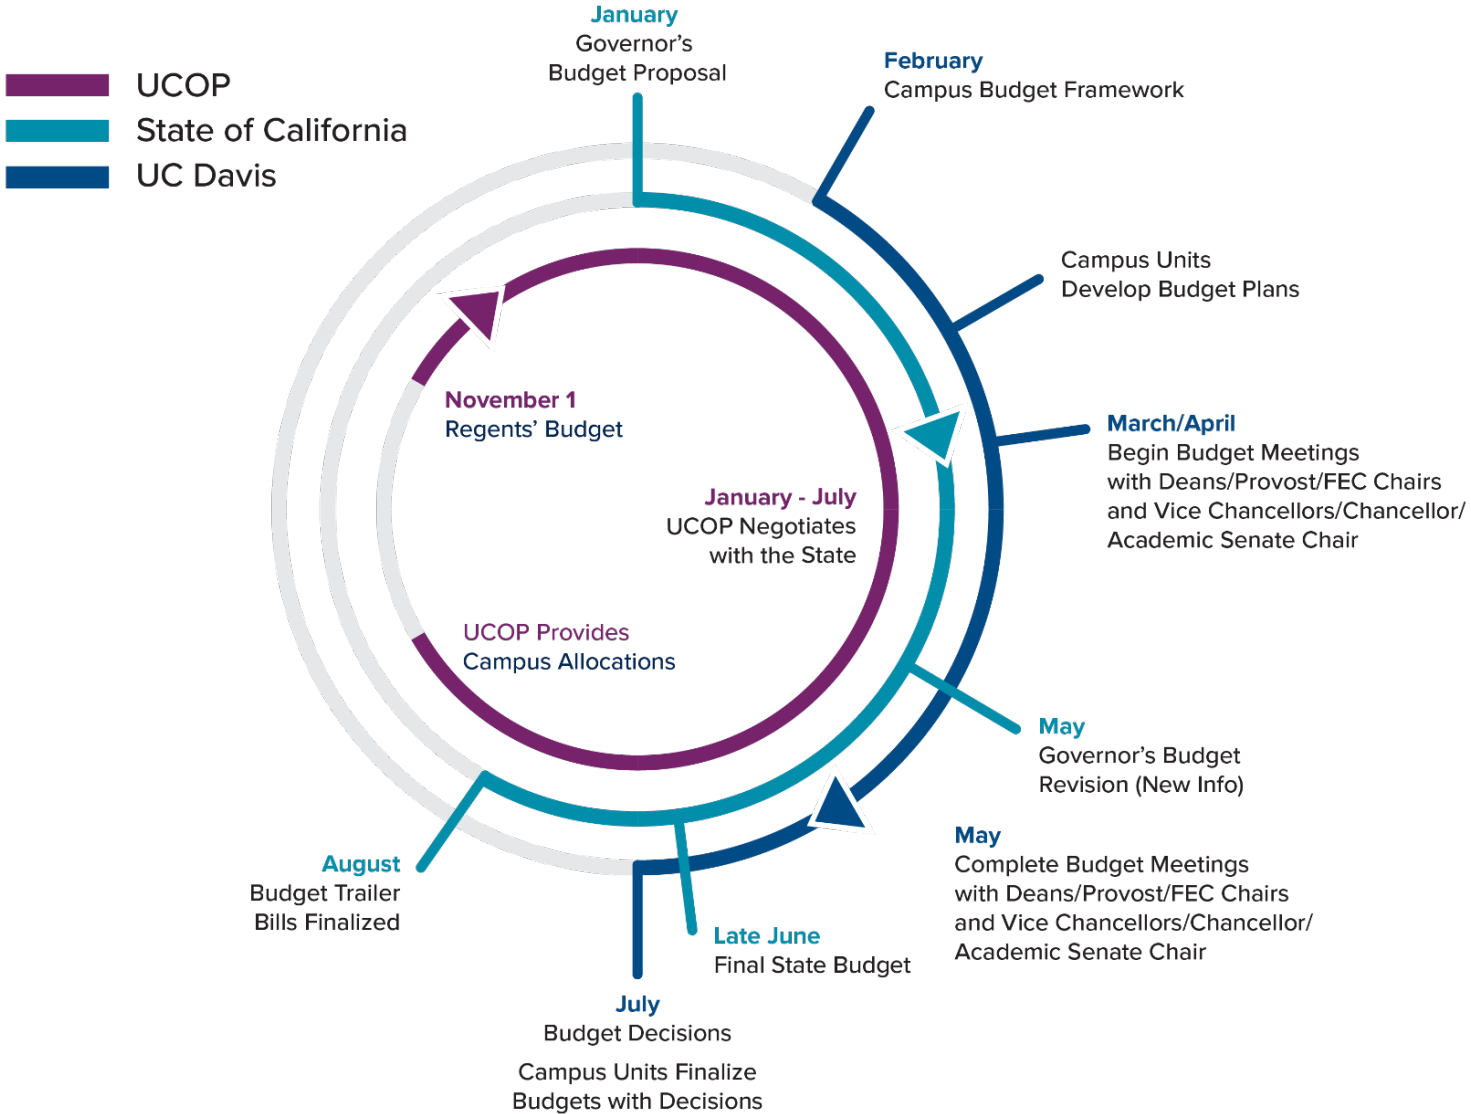 UCOP
State of California
UC Davis
January
Governor’s
Budget Proposal
February
Campus Budget Framework
Campus Units
Develop Budget Plans
March/April
Begin Budget Meetings
with Deans/Provost/FEC Chairs
and Vice Chancellors/Chancellor/
Academic Senate Chair
November 1
Regents’ Budget
January - July
UCOP Negotiates
with the State
UCOP Provides
Campus Allocations
May
Governor’s Budget
Revision (New Info)
May
Complete Budget Meetings
with Deans/Provost/FEC Chairs
and Vice Chancellors/Chancellor/
Academic Senate Chair
Late June
Final State Budget
July
Budget Decisions
Campus Units Finalize
Budgets with Decisions
August
Budget Trailer
Bills Finalized